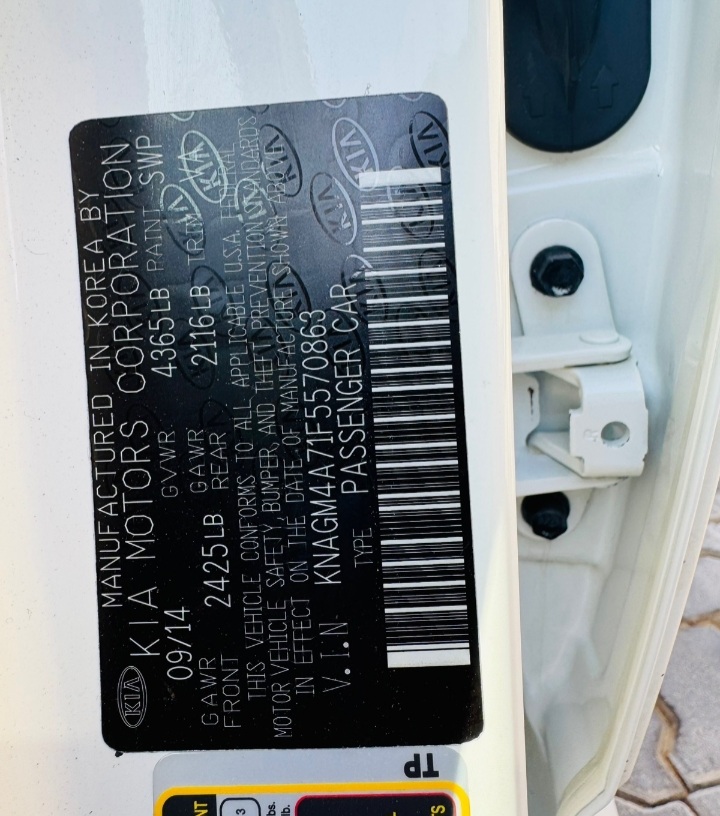 MANUFACTURED IN KOREA BY
KIA MOTORS CORPORATION
09/14 GVWR 4365LB PAINT SWP
GAWR FRONT 2425LB GAWR REAR 2116LB TRIM
THIS VEHICLE CONFORMS TO ALL APPLICABLE U.S.A.
MOTOR VEHICLE SAFETY, BUMPER, AND THEFT PREVENTION STANDARDS
IN EFFECT ON THE DATE OF MANUFACTURE SHOWN ABOVE
V.I.N KNAGM4A71F5570863
TYPE PASSENGER CAR
KIA
TP
3